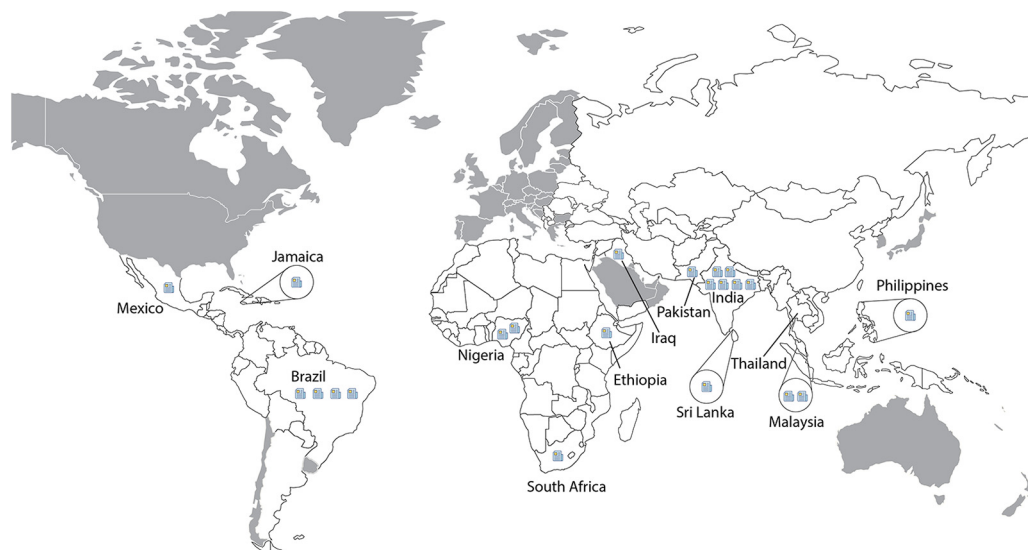 Jamaica
Mexico
Brazil
Nigeria
Ethiopia
South Africa
Iraq
Pakistan
India
Sri Lanka
Thailand
Malaysia
Philippines